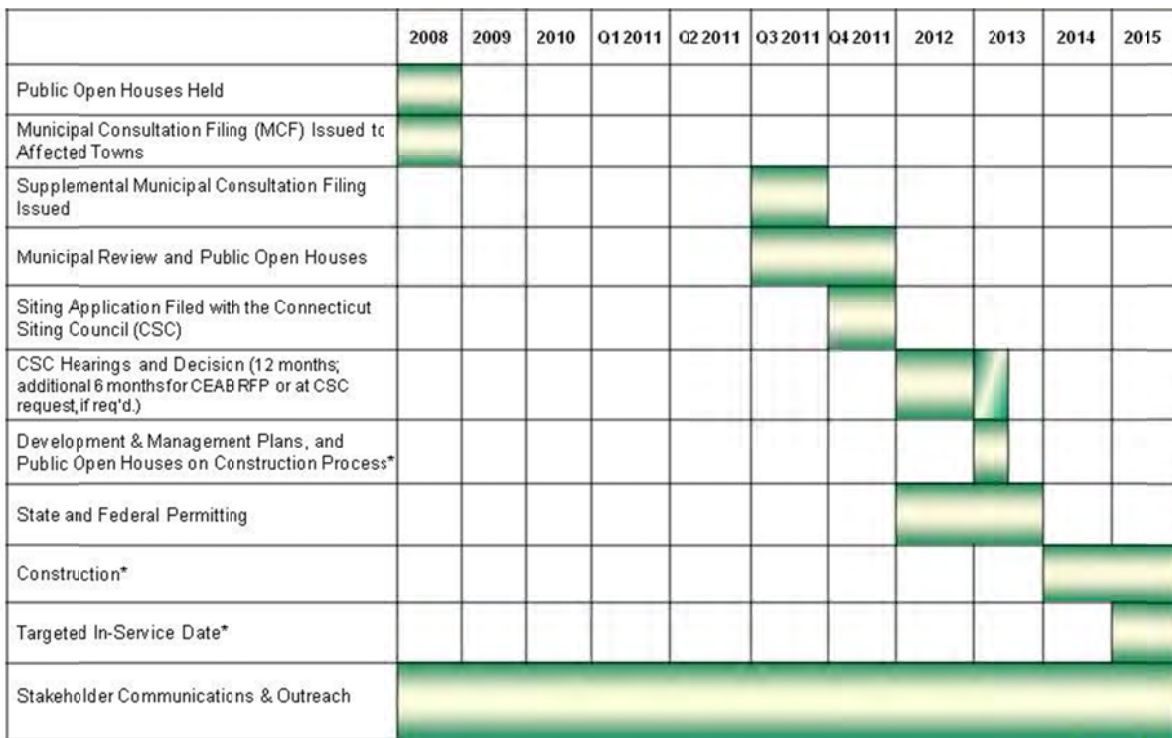 2008 2009 2010 Q1 2011 Q2 2011 Q3 2011 Q4 2011 2012 2013 2014 2015
Public Open Houses Held
Municipal Consultation Filing (MCF) Issued to
Affected Towns
Supplemental Municipal Consultation Filing
Issued
Municipal Review and Public Open Houses
Siting Application Filed with the Connecticut
Siting Council (CSC)
CSC Hearings and Decision (12 months;
additional 6 months for CEAB RFP or at CSC
request, if req'd.)
Development & Management Plans, and
Public Open Houses on Construction Process*
State and Federal Permitting
Construction*
Targeted In-Service Date*
Stakeholder Communications & Outreach